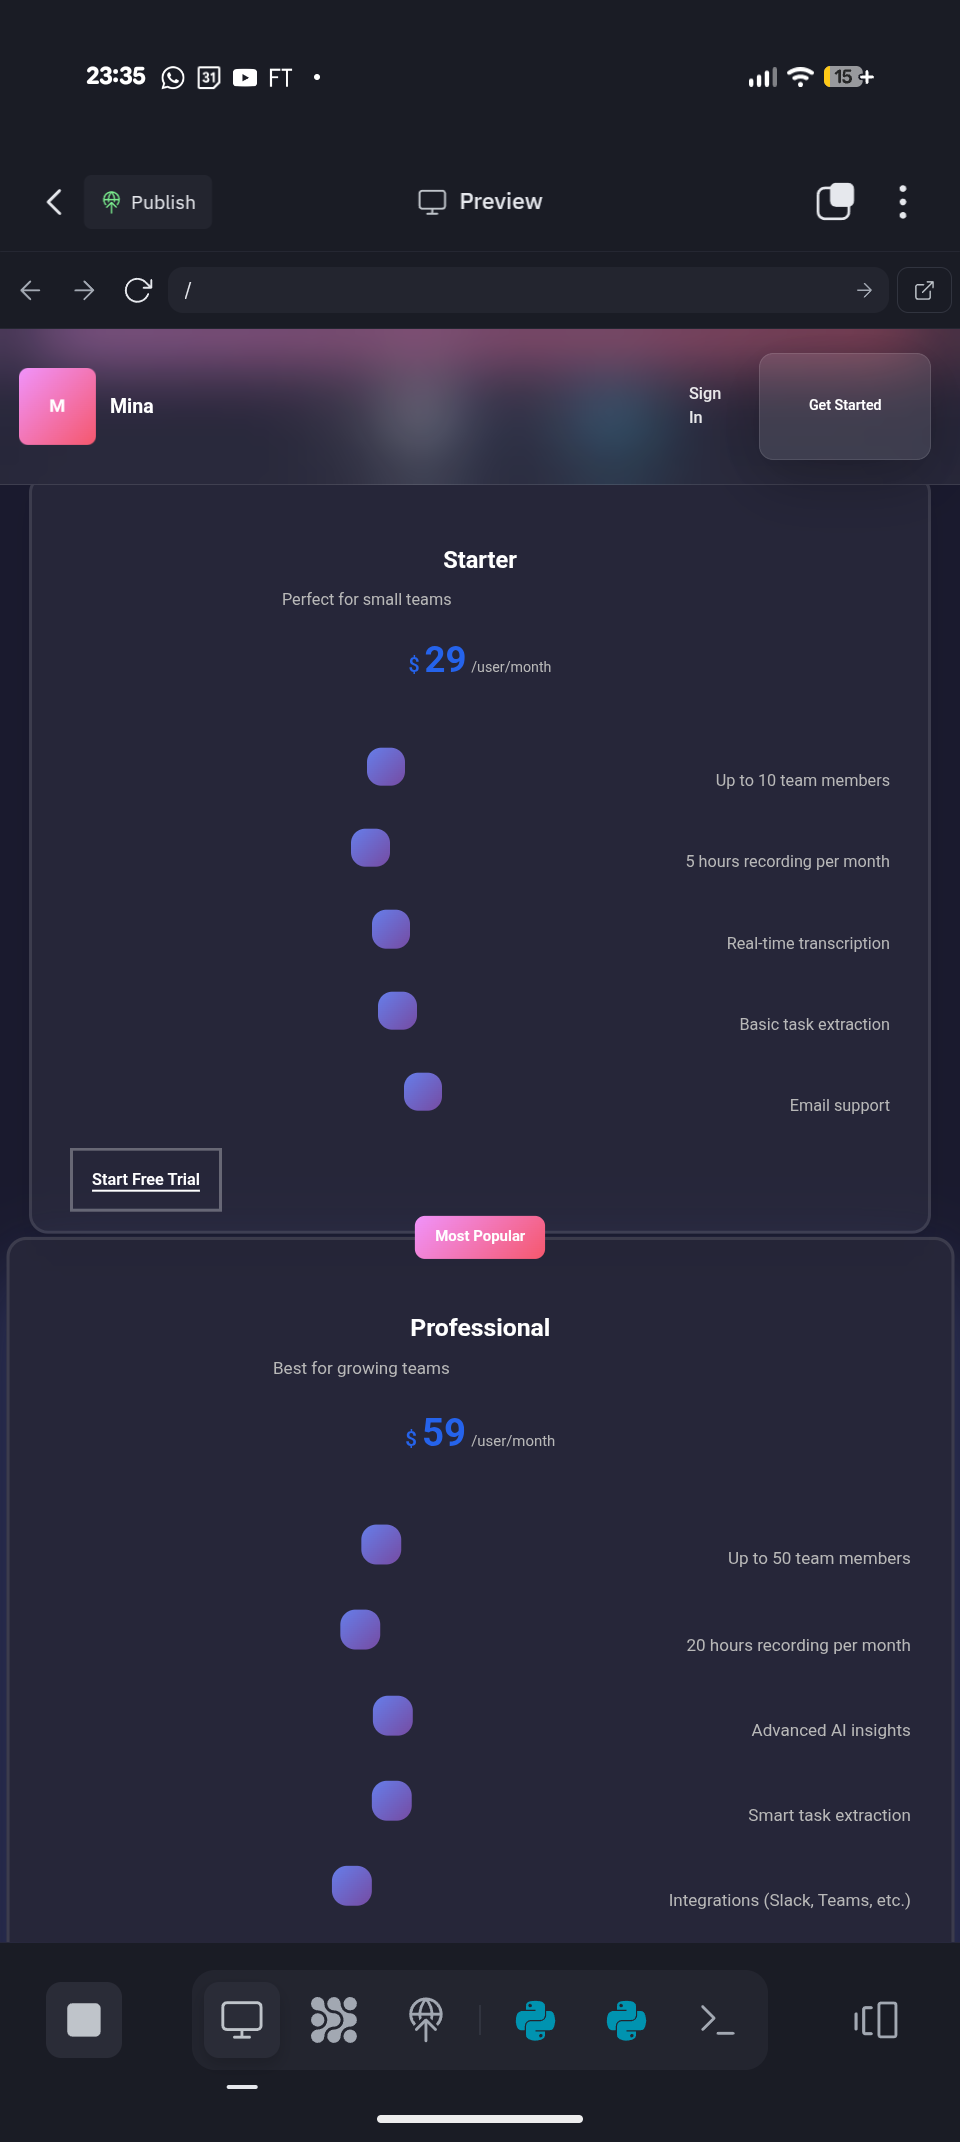 23:35
31
FT
15
Publish
Preview
/
M
Mina
Sign
In
Get Started
Starter
Perfect for small teams
$ 29 /user/month
Up to 10 team members
5 hours recording per month
Real-time transcription
Basic task extraction
Email support
Start Free Trial
Most Popular
Professional
Best for growing teams
$ 59 /user/month
Up to 50 team members
20 hours recording per month
Advanced AI insights
Smart task extraction
Integrations (Slack, Teams, etc.)